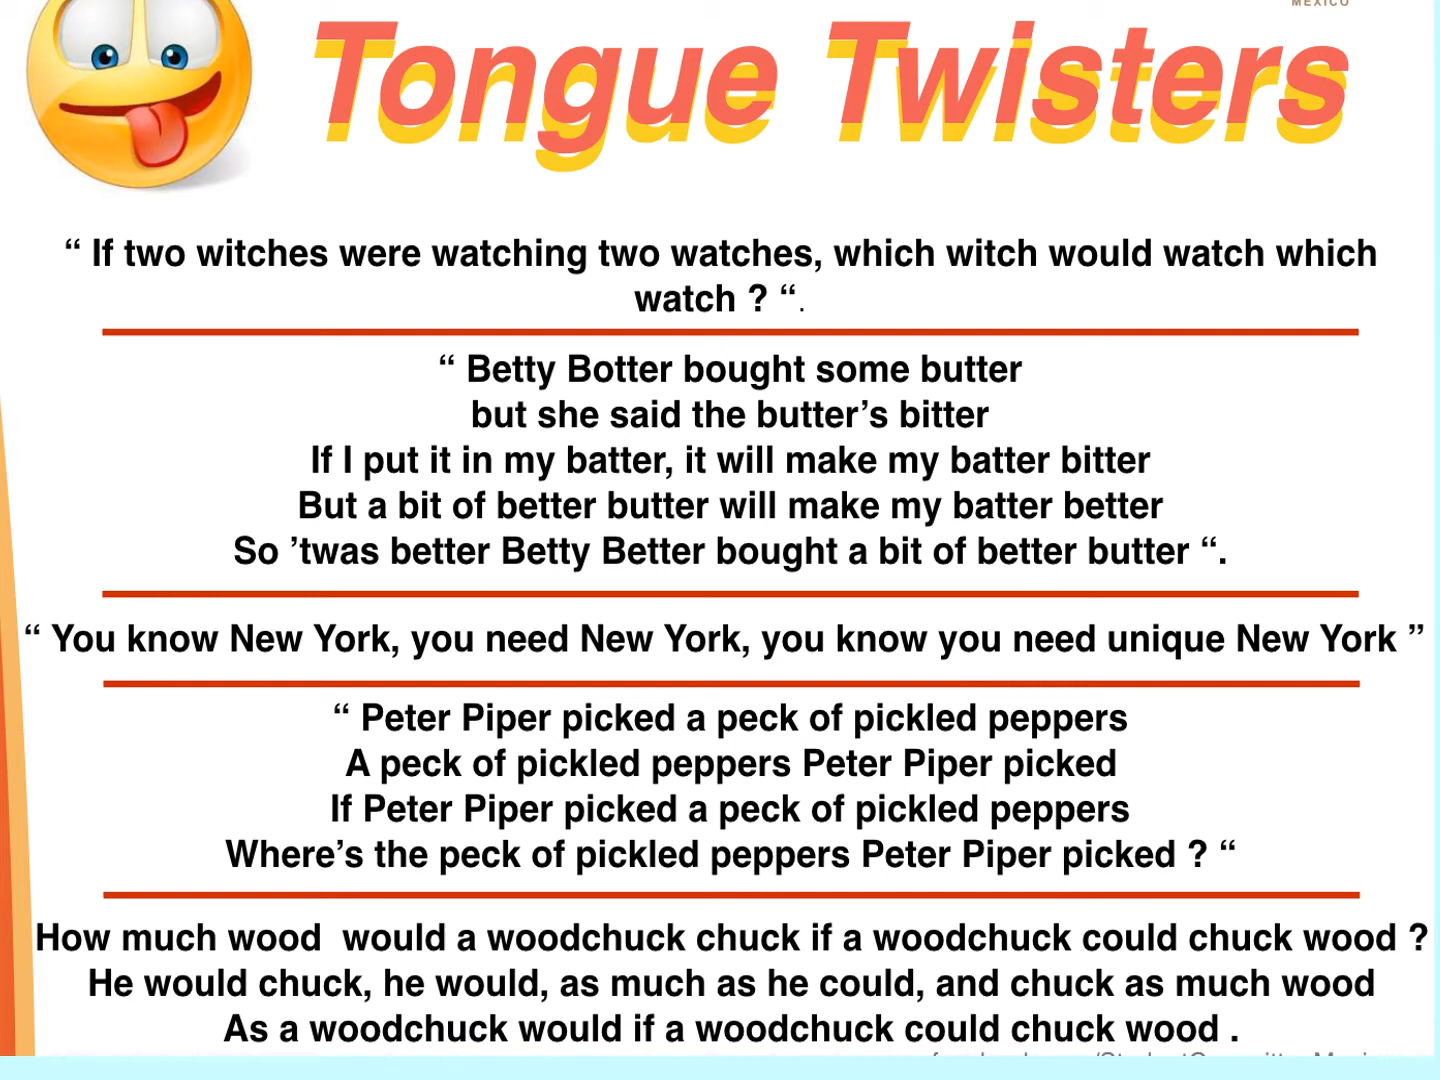 MEXICO
Tongue Twisters
“ If two witches were watching two watches, which witch would watch which
watch ? “.
“ Betty Botter bought some butter
but she said the butter’s bitter
If I put it in my batter, it will make my batter bitter
But a bit of better butter will make my batter better
So ’twas better Betty Better bought a bit of better butter “.
“ You know New York, you need New York, you know you need unique New York ”
“ Peter Piper picked a peck of pickled peppers
A peck of pickled peppers Peter Piper picked
If Peter Piper picked a peck of pickled peppers
Where’s the peck of pickled peppers Peter Piper picked ? “
How much wood  would a woodchuck chuck if a woodchuck could chuck wood ?
He would chuck, he would, as much as he could, and chuck as much wood
As a woodchuck would if a woodchuck could chuck wood .